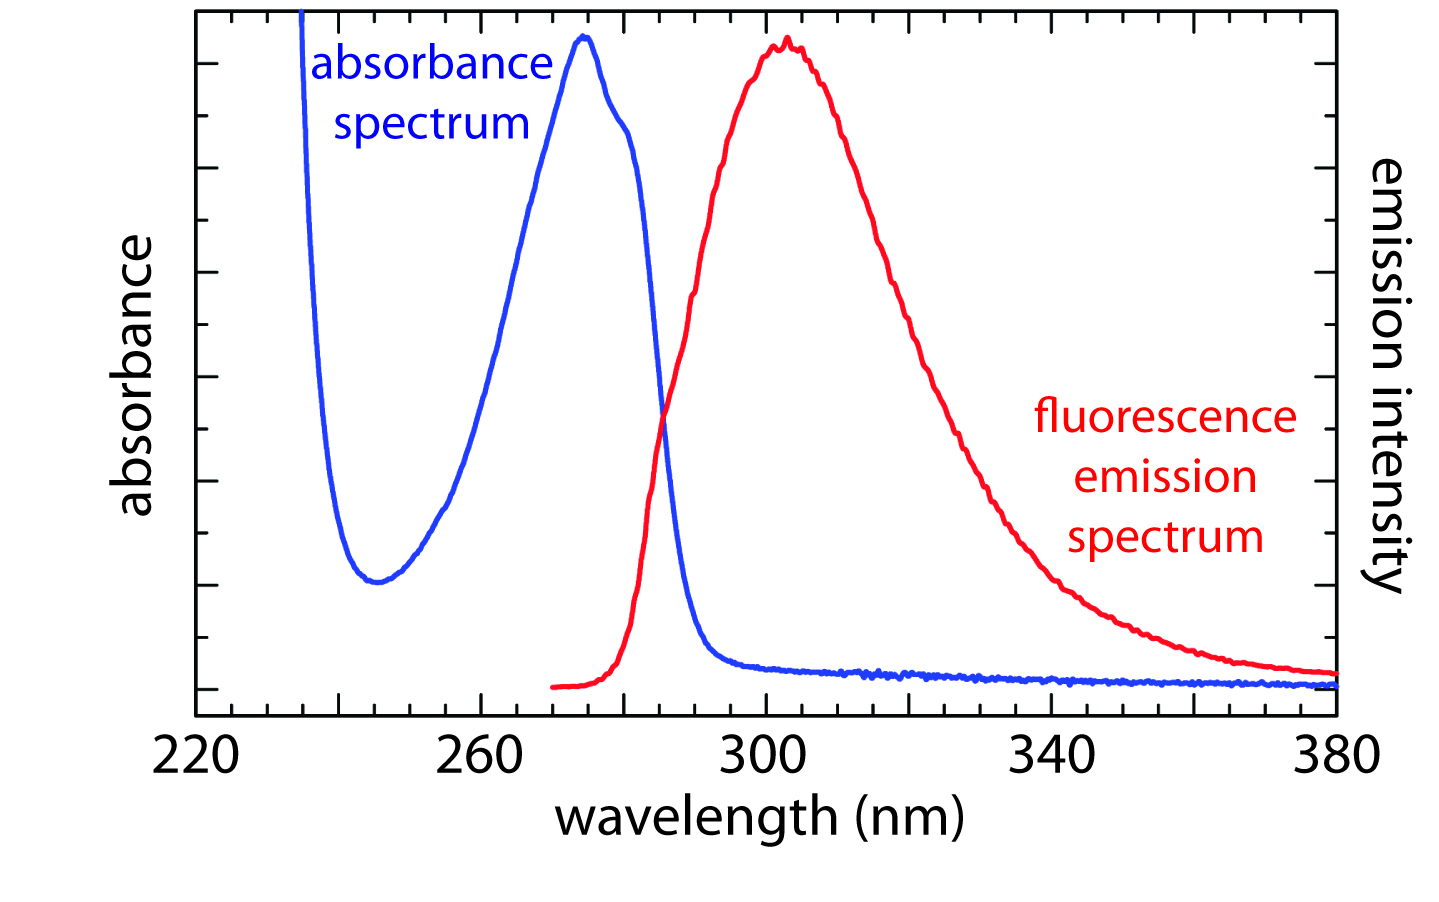 absorbance
spectrum
absorbance
emission intensity
fluorescence
emission
spectrum
220 260 300 340 380
wavelength (nm)